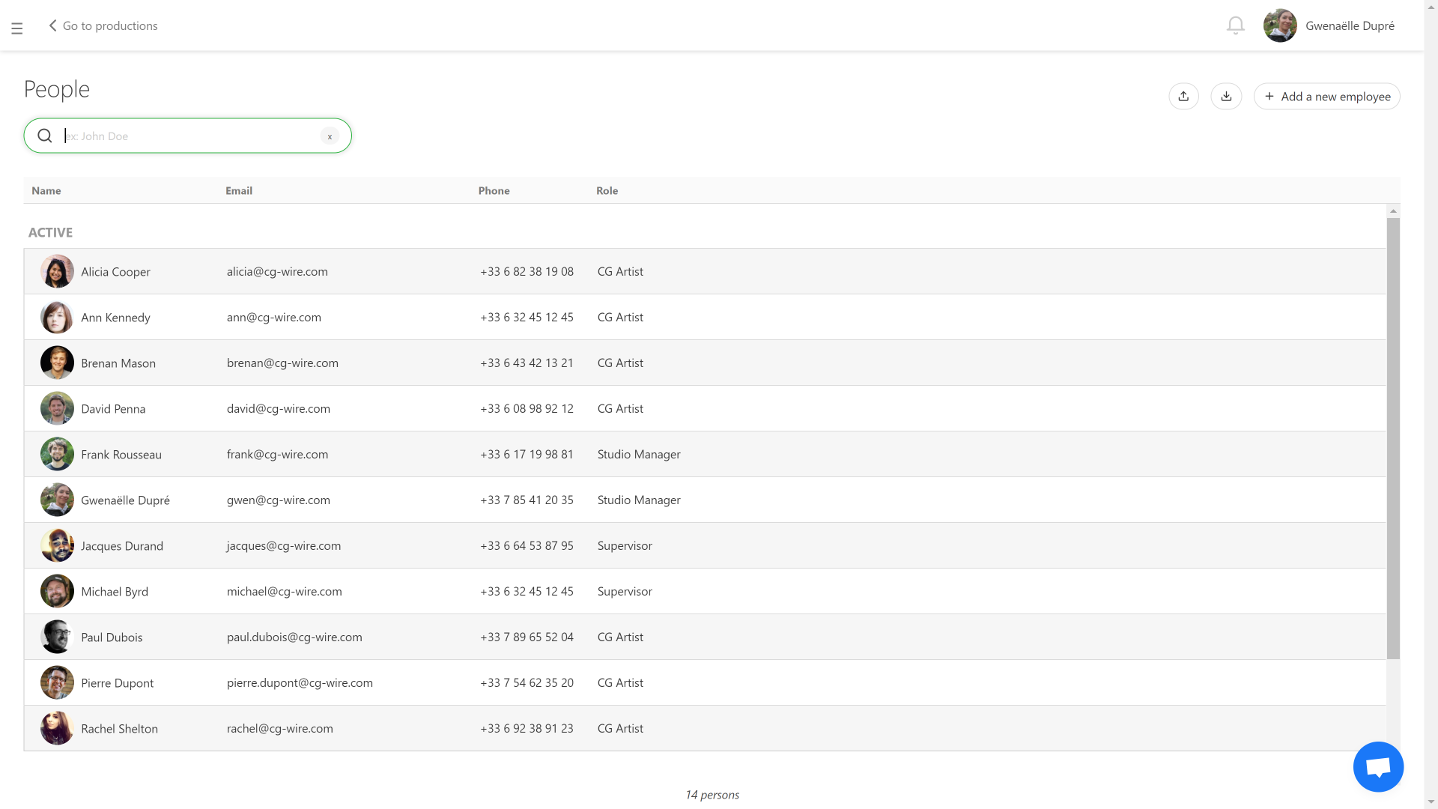 Go to productions
Gwenaëlle Dupré
People
Add a new employee
ex: John Doe
x
Name Email Phone Role
ACTIVE
Alicia Cooper alicia@cg-wire.com +33 6 82 38 19 08 CG Artist
Ann Kennedy ann@cg-wire.com +33 6 32 45 12 45 CG Artist
Brenan Mason brenan@cg-wire.com +33 6 43 42 13 21 CG Artist
David Penna david@cg-wire.com +33 6 08 98 92 12 CG Artist
Frank Rousseau frank@cg-wire.com +33 6 17 19 98 81 Studio Manager
Gwenaëlle Dupré gwen@cg-wire.com +33 7 85 41 20 35 Studio Manager
Jacques Durand jacques@cg-wire.com +33 6 64 53 87 95 Supervisor
Michael Byrd michael@cg-wire.com +33 6 32 45 12 45 Supervisor
Paul Dubois paul.dubois@cg-wire.com +33 7 89 65 52 04 CG Artist
Pierre Dupont pierre.dupont@cg-wire.com +33 7 54 62 35 20 CG Artist
Rachel Shelton rachel@cg-wire.com +33 6 92 38 91 23 CG Artist
14 persons